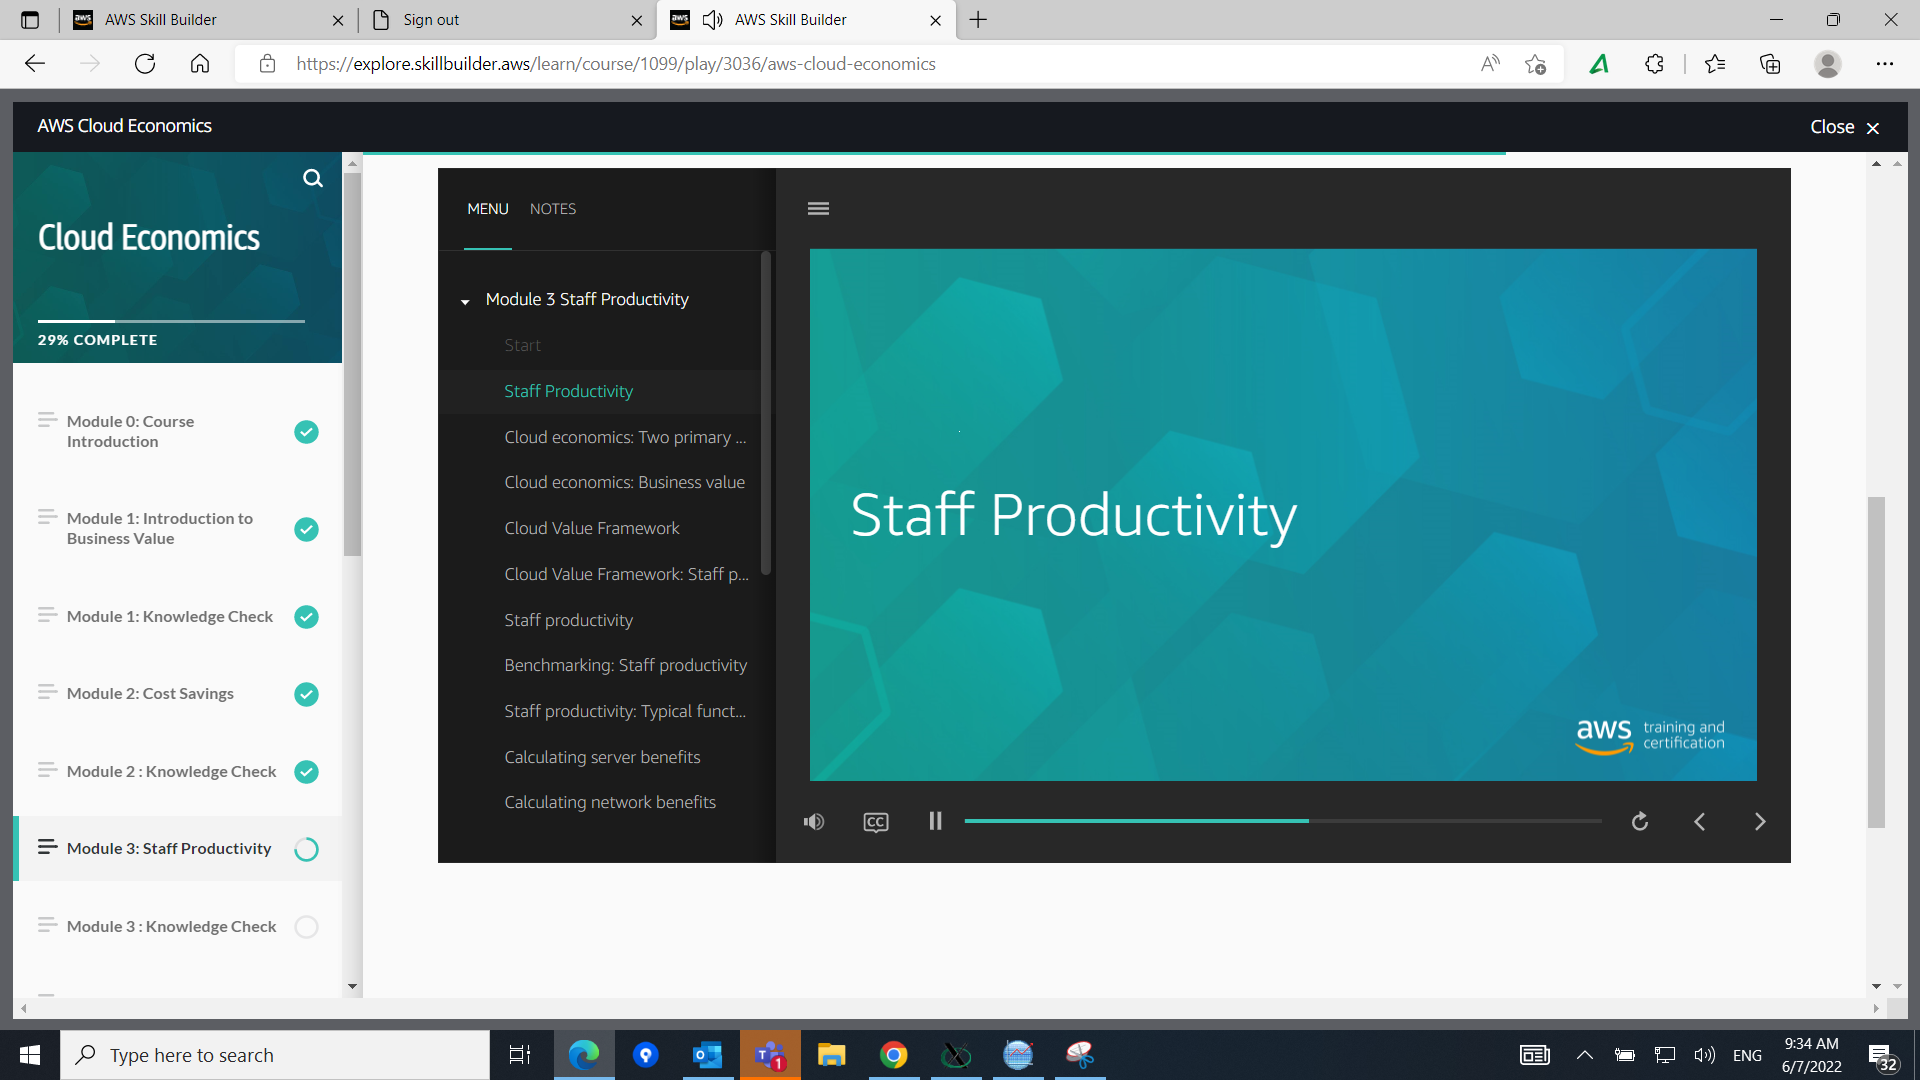 AWS Skill Builder
Sign out
AWS Skill Builder
https://explore.skillbuilder.aws/learn/course/1099/play/3036/aws-cloud-economics
AWS Cloud Economics
Close
Cloud Economics
29% COMPLETE
Module 0: Course
Introduction
Module 1: Introduction to
Business Value
Module 1: Knowledge Check
Module 2: Cost Savings
Module 2 : Knowledge Check
Module 3: Staff Productivity
Module 3 : Knowledge Check
MENU
NOTES
Module 3 Staff Productivity
Start
Staff Productivity
Cloud economics: Two primary ...
Cloud economics: Business value
Cloud Value Framework
Cloud Value Framework: Staff p...
Staff productivity
Benchmarking: Staff productivity
Staff productivity: Typical funct...
Calculating server benefits
Calculating network benefits
Staff Productivity
aws training and
certification
CC
Type here to search
1
ENG
9:34 AM
6/7/2022
32